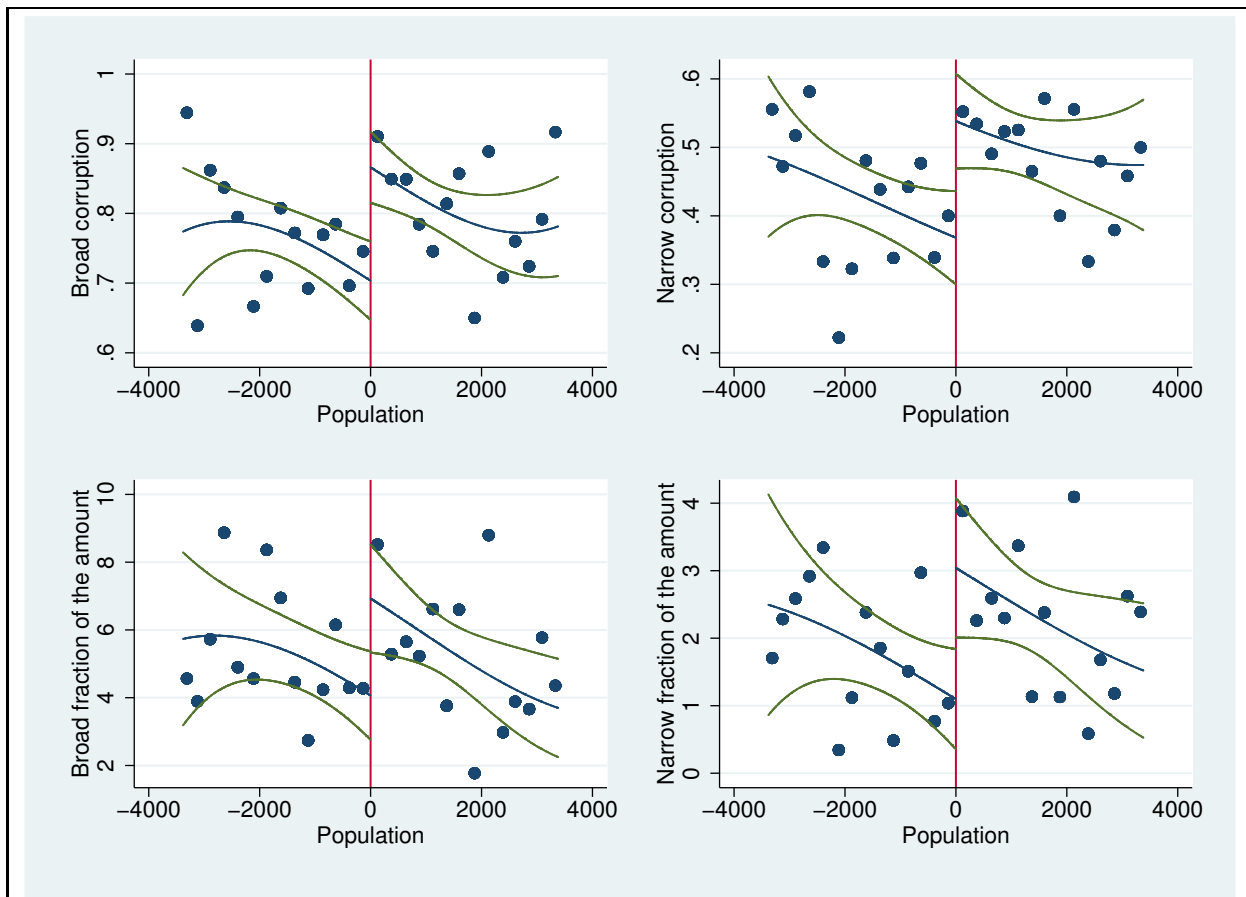 Broad corruption
1
.9
.8
.7
.6
−4000 −2000 0 2000 4000
Population
Narrow corruption
.6
.5
.4
.3
.2
−4000 −2000 0 2000 4000
Population
Broad fraction of the amount
10
8
6
4
2
−4000 −2000 0 2000 4000
Population
Narrow fraction of the amount
4
3
2
1
0
−4000 −2000 0 2000 4000
Population